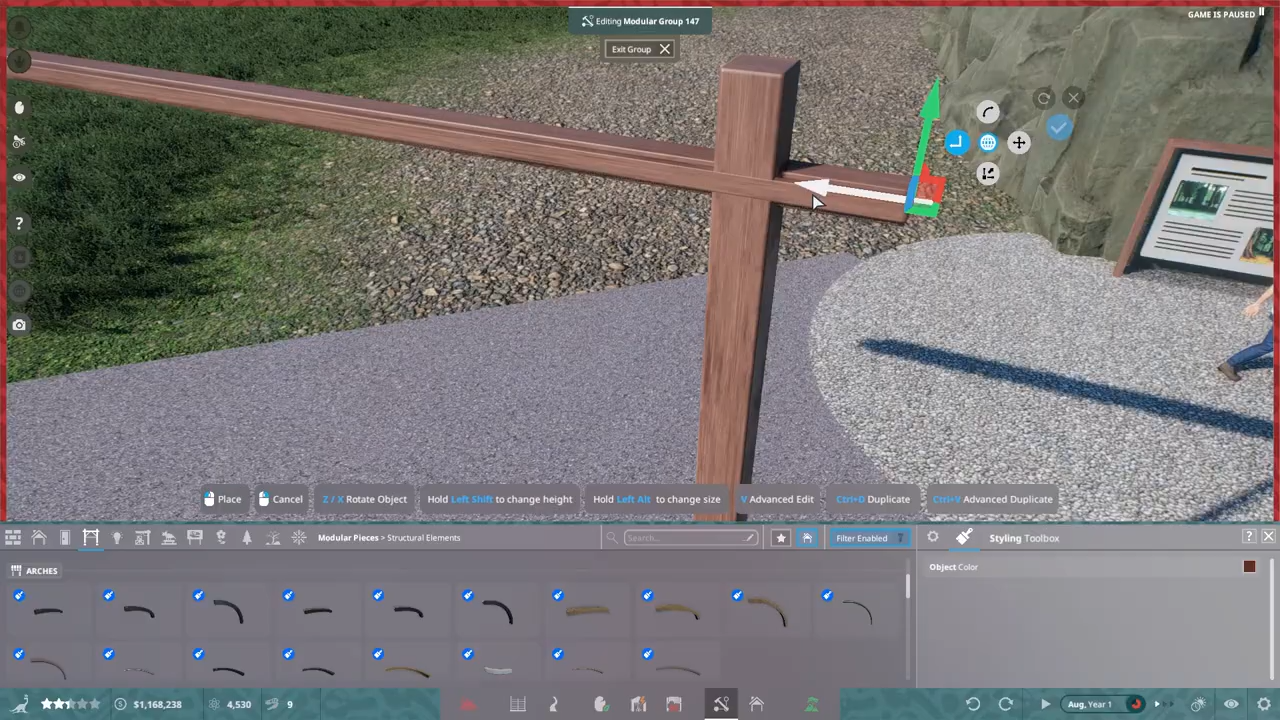 Editing Modular Group 147
GAME IS PAUSED
Exit Group
?
Place
Cancel
Z / X Rotate Object
Hold Left Shift to change height
Hold Left Alt to change size
V Advanced Edit
Ctrl+D Duplicate
Ctrl+V Advanced Duplicate
Modular Pieces > Structural Elements
Search...
Filter Enabled
Styling Toolbox
?
ARCHES
Object Color
$1,168,238
4,530
9
Aug, Year 1